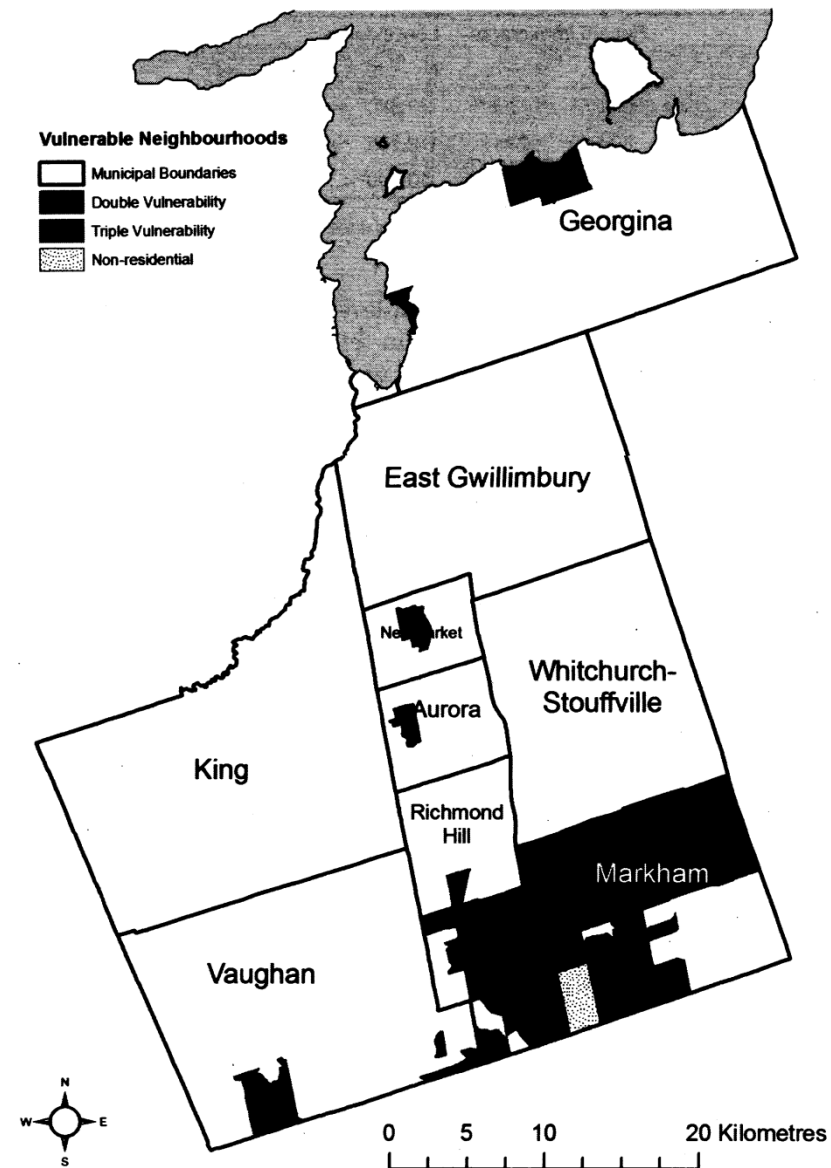 Vulnerable Neighbourhoods
Municipal Boundaries
Double Vulnerability
Triple Vulnerability
Non-residential
Georgina
East Gwillimbury
Newmarket
Whitchurch-
Stouffville
Aurora
King
Richmond
Hill
Markham
Vaughan
N
W E
S
0 5 10 20 Kilometres